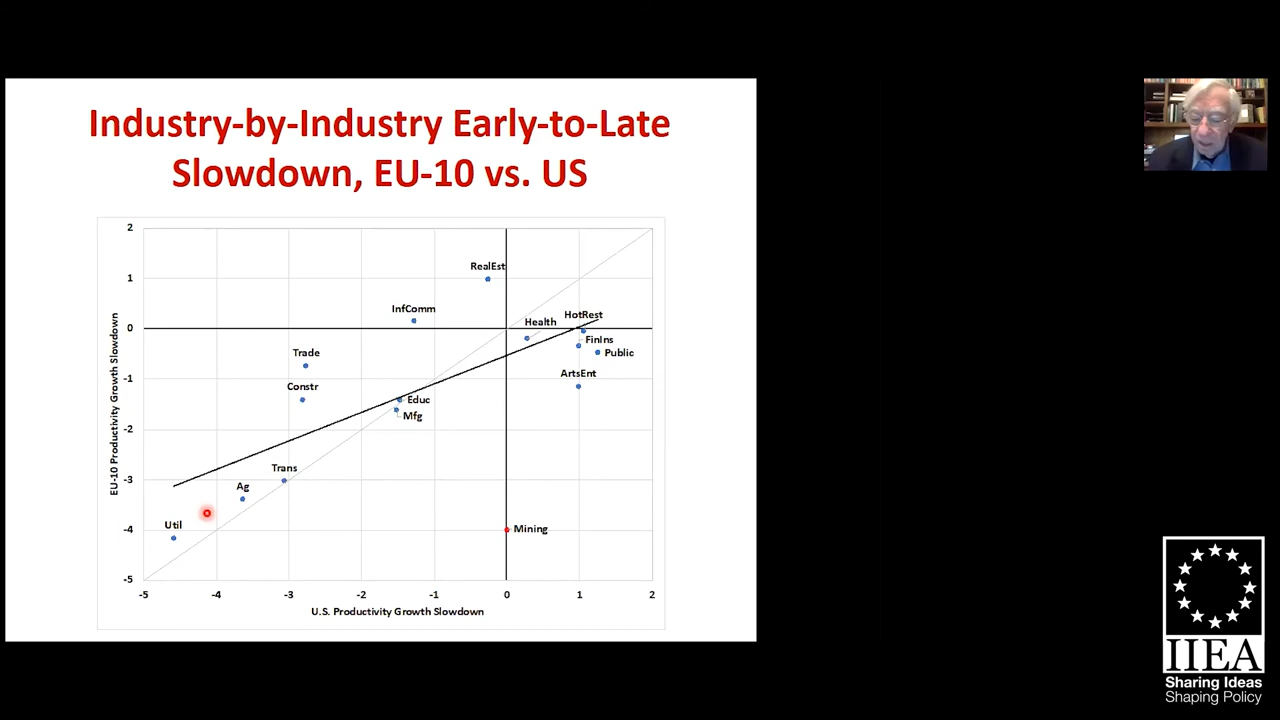 Industry-by-Industry Early-to-Late
Slowdown, EU-10 vs. US
2
1
0
-1
-2
-3
-4
-5
EU-10 Productivity Growth Slowdown
RealEst
InfComm
Health
HotRest
FinIns
Public
Trade
ArtsEnt
Constr
Educ
Mfg
Trans
Ag
Util
Mining
-5 -4 -3 -2 -1 0 1 2
U.S. Productivity Growth Slowdown
IIEA
Sharing Ideas
Shaping Policy